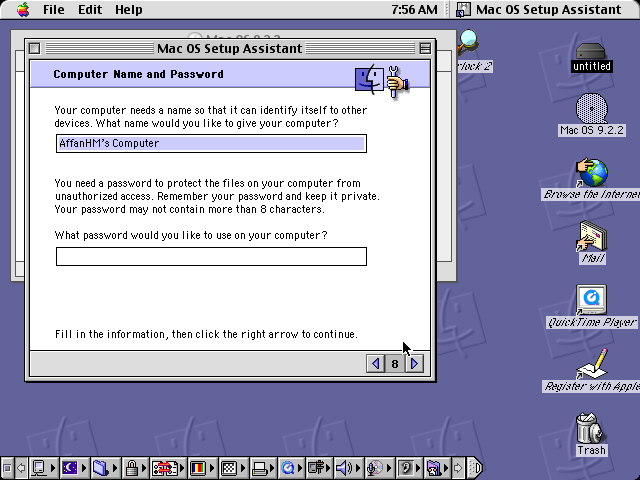 File Edit Help 7:56 AM Mac OS Setup Assistant
Mac OS 9.2.2
rlock 2
Mac OS Setup Assistant
Computer Name and Password
Your computer needs a name so that it can identify itself to other
devices. What name would you like to give your computer?
AffanHM's Computer
You need a password to protect the files on your computer from
unauthorized access. Remember your password and keep it private.
Your password may not contain more than 8 characters.
What password would you like to use on your computer?
Fill in the information, then click the right arrow to continue.
8
untitled
Mac OS 9.2.2
Browse the Internet
Mail
QuickTime Player
Register with Apple
Trash